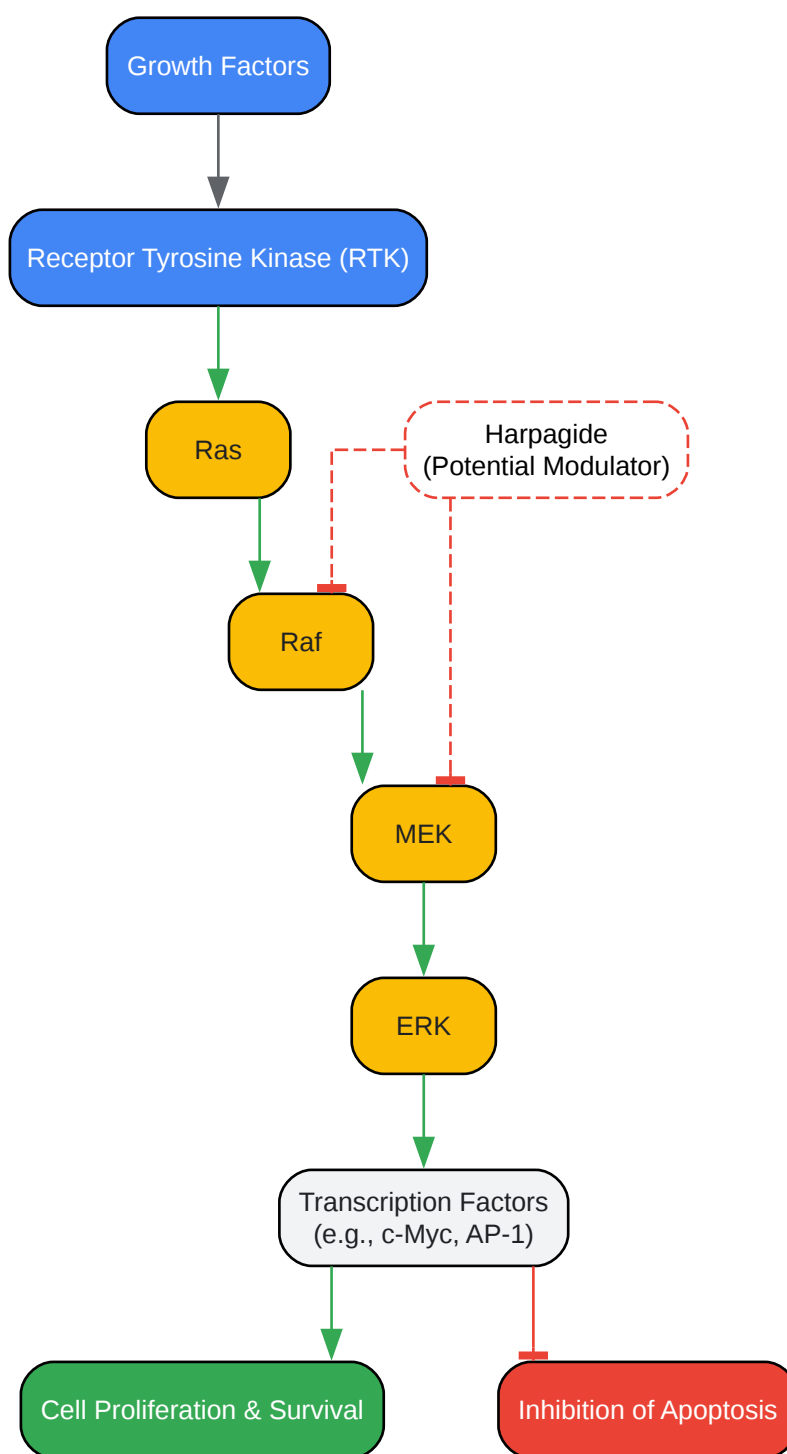 Growth Factors
Receptor Tyrosine Kinase (RTK)
Ras
Harpagide
(Potential Modulator)
Raf
MEK
ERK
Transcription Factors
(e.g., c-Myc, AP-1)
Cell Proliferation & Survival
Inhibition of Apoptosis